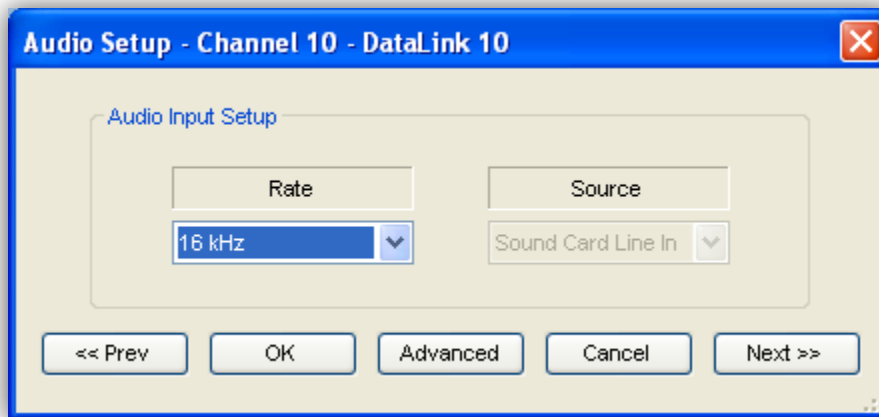 Audio Setup - Channel 10 - DataLink 10
Audio Input Setup
Rate Source
16 kHz Sound Card Line In
<< Prev OK Advanced Cancel Next >>